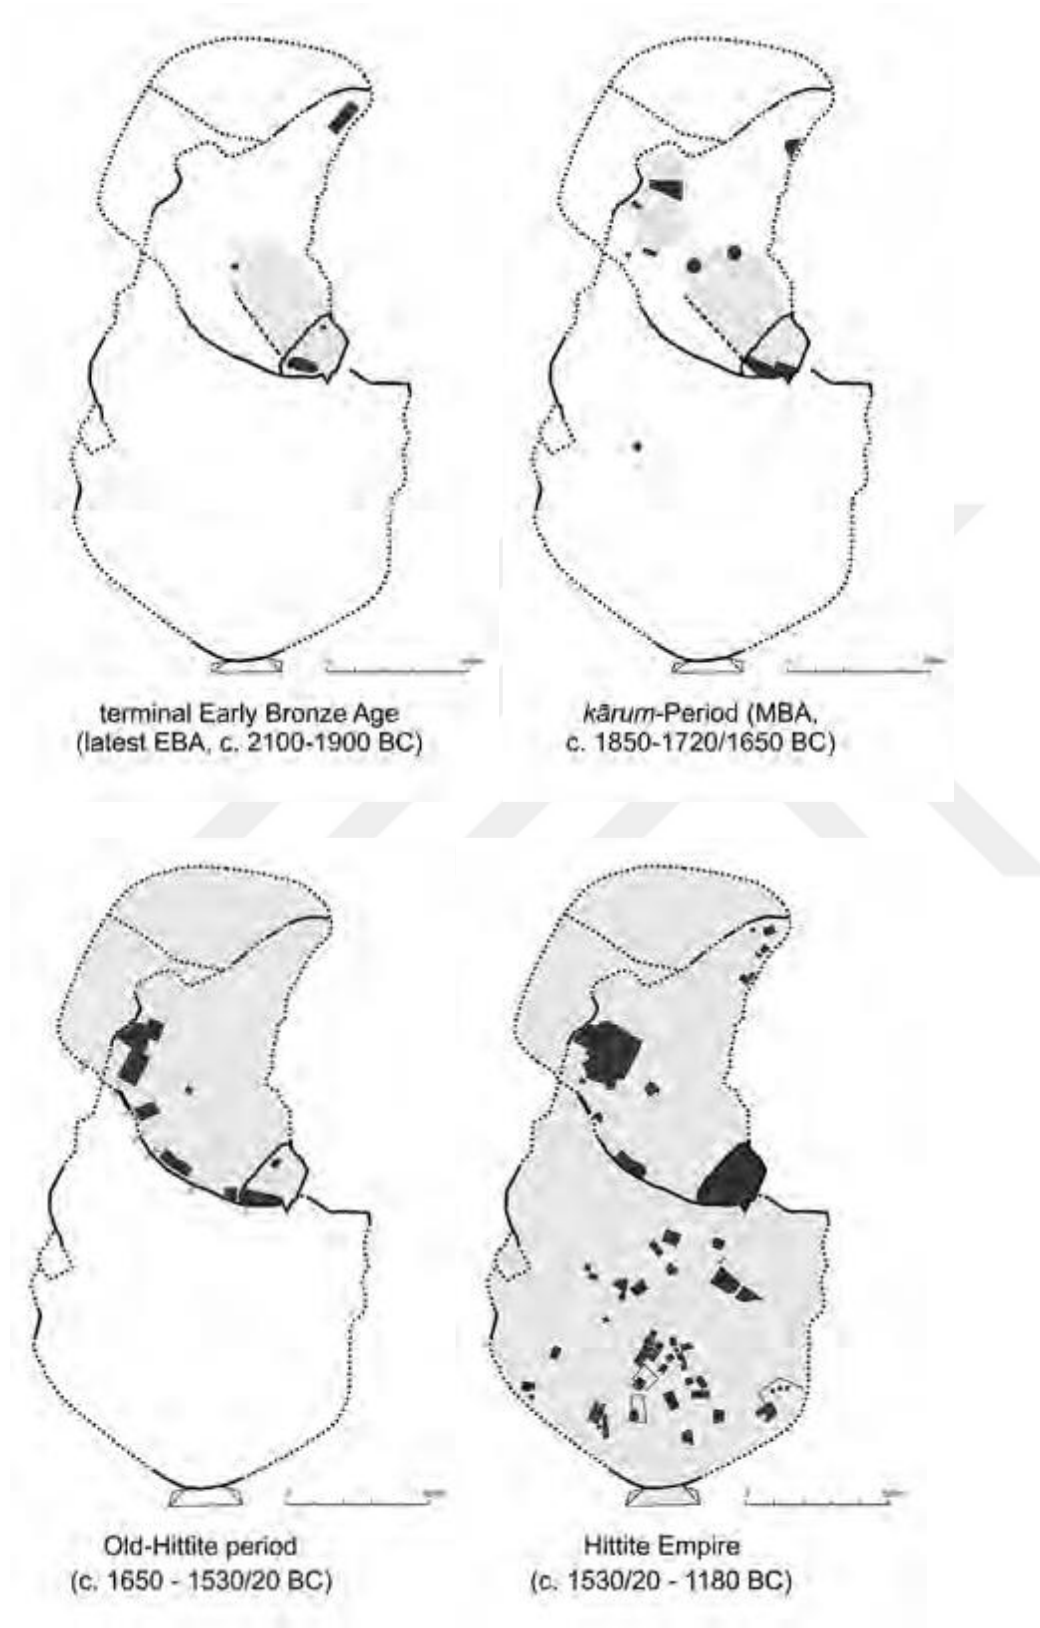 terminal Early Bronze Age
(latest EBA, c. 2100-1900 BC)
kārum-Period (MBA,
c. 1850-1720/1650 BC)
Old-Hittite period
(c. 1650 - 1530/20 BC)
Hittite Empire
(c. 1530/20 - 1180 BC)